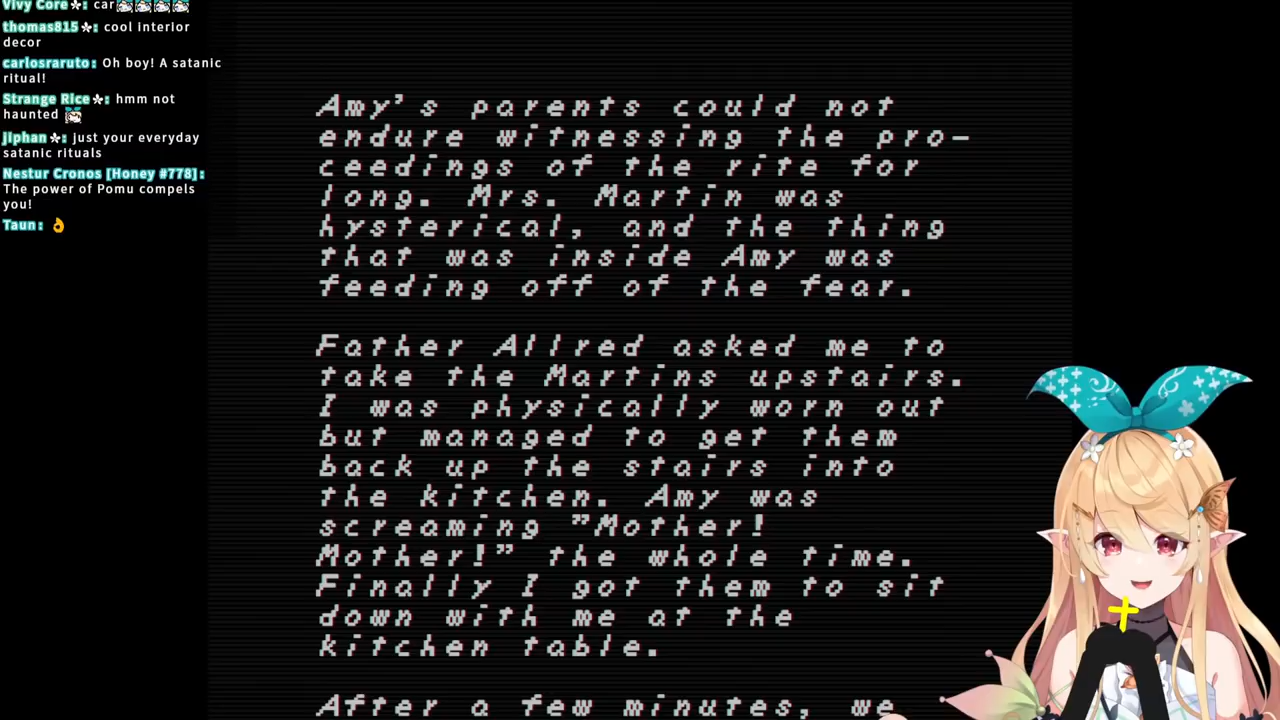 Vivy Core: car
thomas815: cool interior
decor
carlosraruto: Oh boy! A satanic
ritual!
Strange Rice: hmm not
haunted
jiphan: just your everyday
satanic rituals
Nestur Cronos [Honey #778]:
The power of Pomu compels
you!
Taun: 👌
Amy's parents could not
endure witnessing the pro-
ceedings of the rite for
long. Mrs. Martin was
hysterical, and the thing
that was inside Amy was
feeding off of the fear.
Father Allred asked me to
take the Martins upstairs.
I was physically worn out
but managed to get them
back up the stairs into
the kitchen. Amy was
screaming "Mother!
Mother!" the whole time.
Finally I got them to sit
down with me at the
kitchen table.
After a few minutes, we